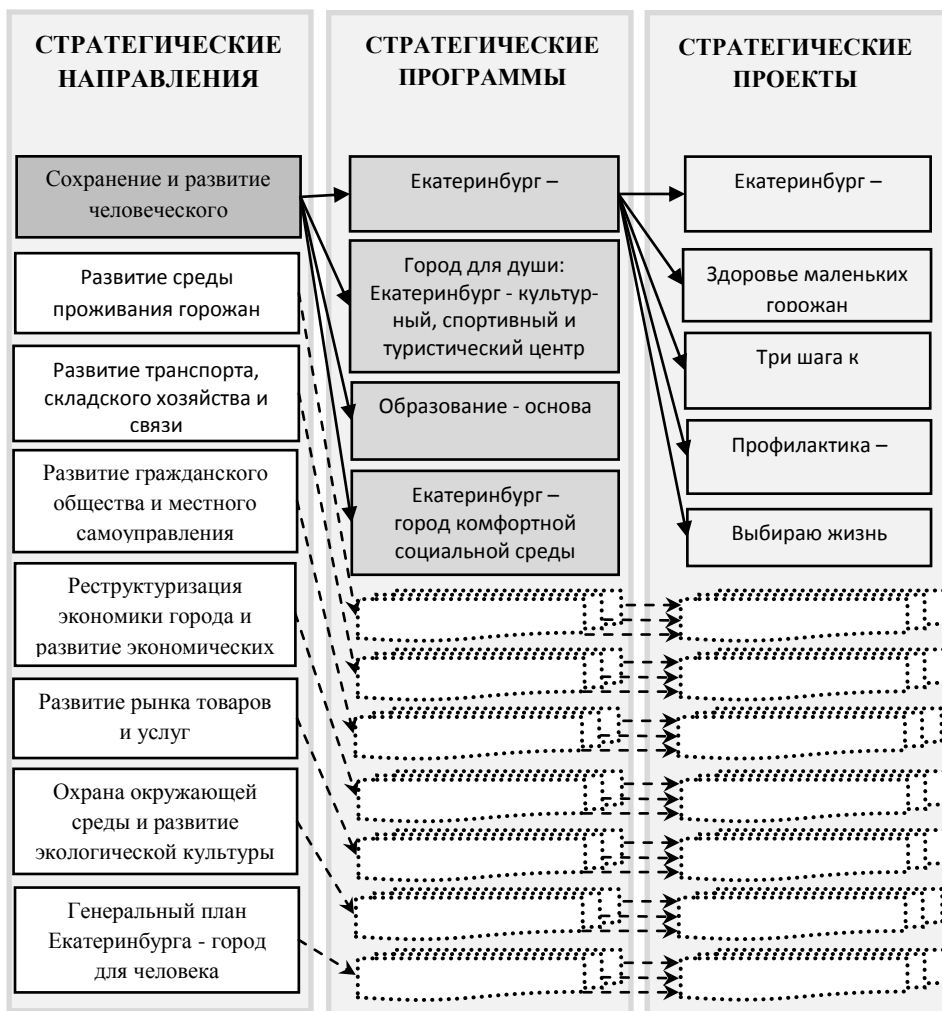 СТРАТЕГИЧЕСКИЕ
НАПРАВЛЕНИЯ
Сохранение и развитие
человеческого
Развитие среды
проживания горожан
Развитие транспорта,
складского хозяйства и
связи
Развитие гражданского
общества и местного
самоуправления
Реструктуризация
экономики города и
развитие экономических
Развитие рынка товаров
и услуг
Охрана окружающей
среды и развитие
экологической культуры
Генеральный план
Екатеринбурга - город
для человека
СТРАТЕГИЧЕСКИЕ
ПРОГРАММЫ
Екатеринбург –
Город для души:
Екатеринбург - культур-
ный, спортивный и
туристический центр
Образование - основа
Екатеринбург –
город комфортной
социальной среды
СТРАТЕГИЧЕСКИЕ
ПРОЕКТЫ
Екатеринбург –
Здоровье маленьких
горожан
Три шага к
Профилактика –
Выбираю жизнь